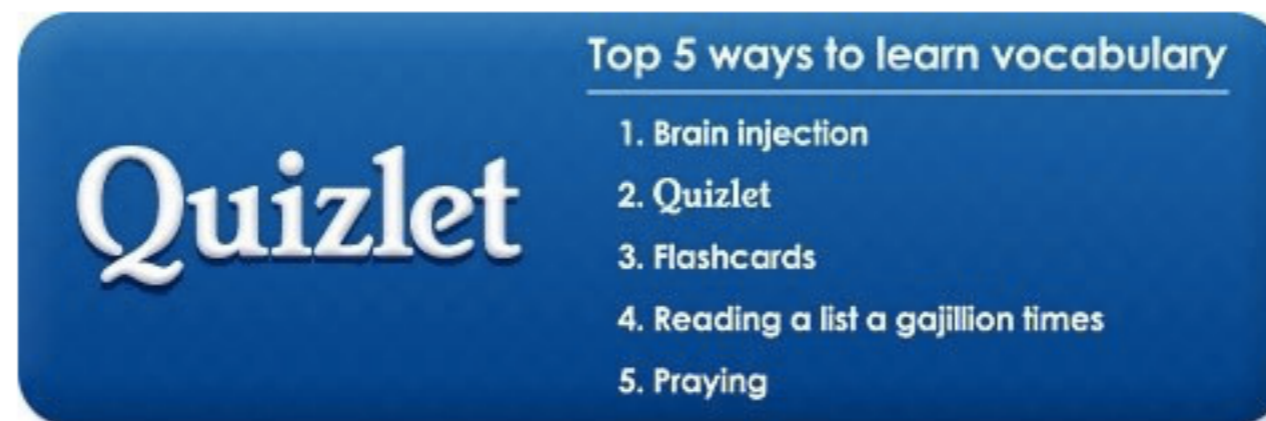 Quizlet
Top 5 ways to learn vocabulary
1. Brain injection
2. Quizlet
3. Flashcards
4. Reading a list a gajillion times
5. Praying